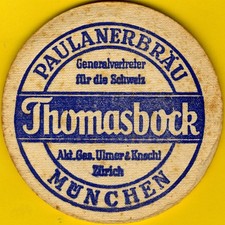 PAULANERBRÄU
Generalvertreter
für die Schweiz
Thomasbock
Akt. Ges. Ulmer & Knecht
Zürich
MÜNCHEN